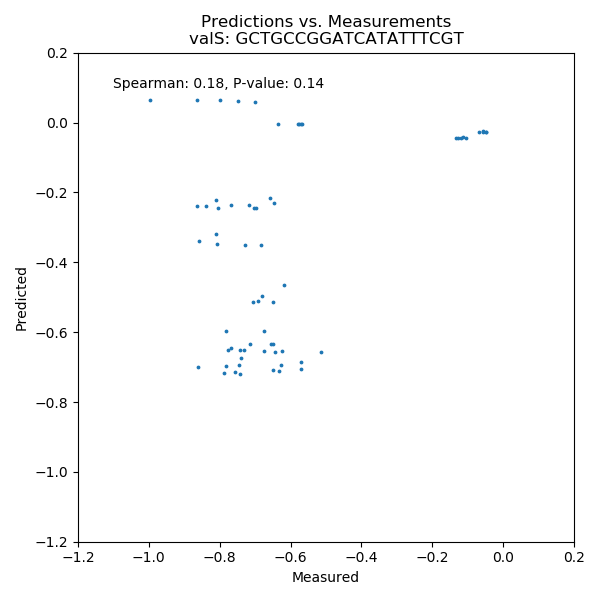 Predictions vs. Measurements
valS: GCTGCCGGATCATATTTCGT
Spearman: 0.18, P-value: 0.14
0.2
0.0
−0.2
−0.4
−0.6
−0.8
−1.0
−1.2
Predicted
−1.2 −1.0 −0.8 −0.6 −0.4 −0.2 0.0 0.2
Measured